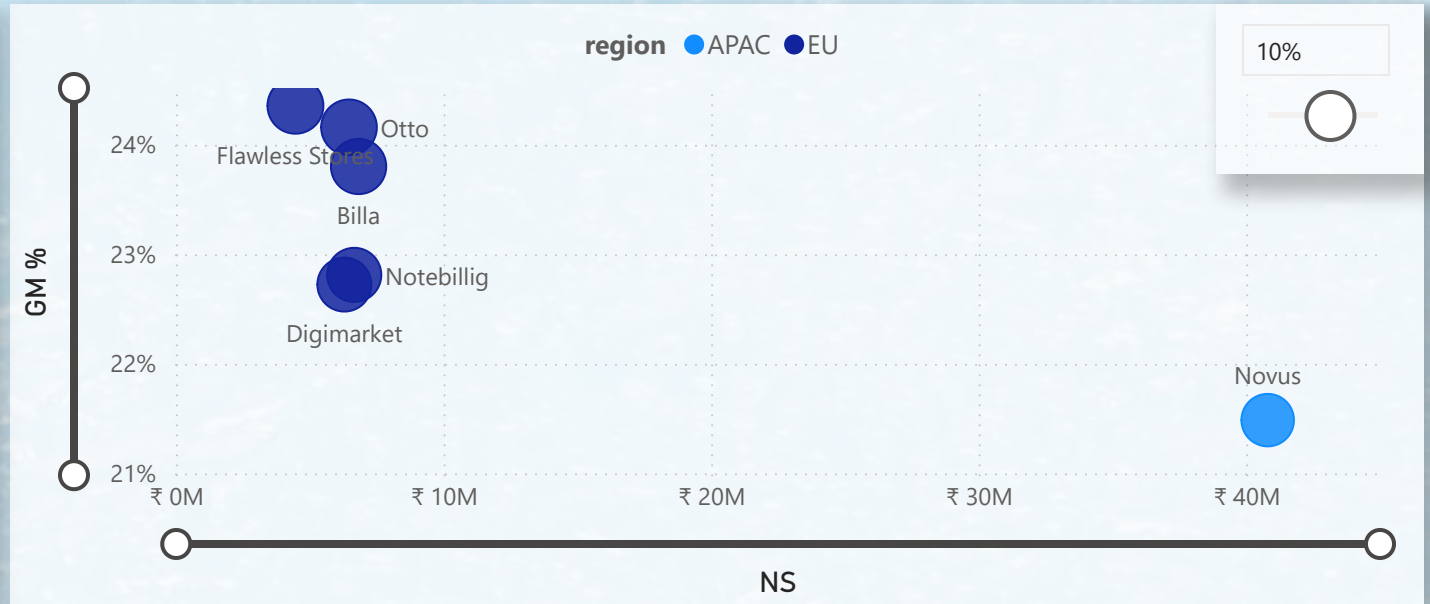 region APAC EU
10%
GM %
24%
23%
22%
21%
Otto
Flawless Stores
Billa
Notebillig
Digimarket
Novus
₹ 0M ₹ 10M ₹ 20M ₹ 30M ₹ 40M
NS